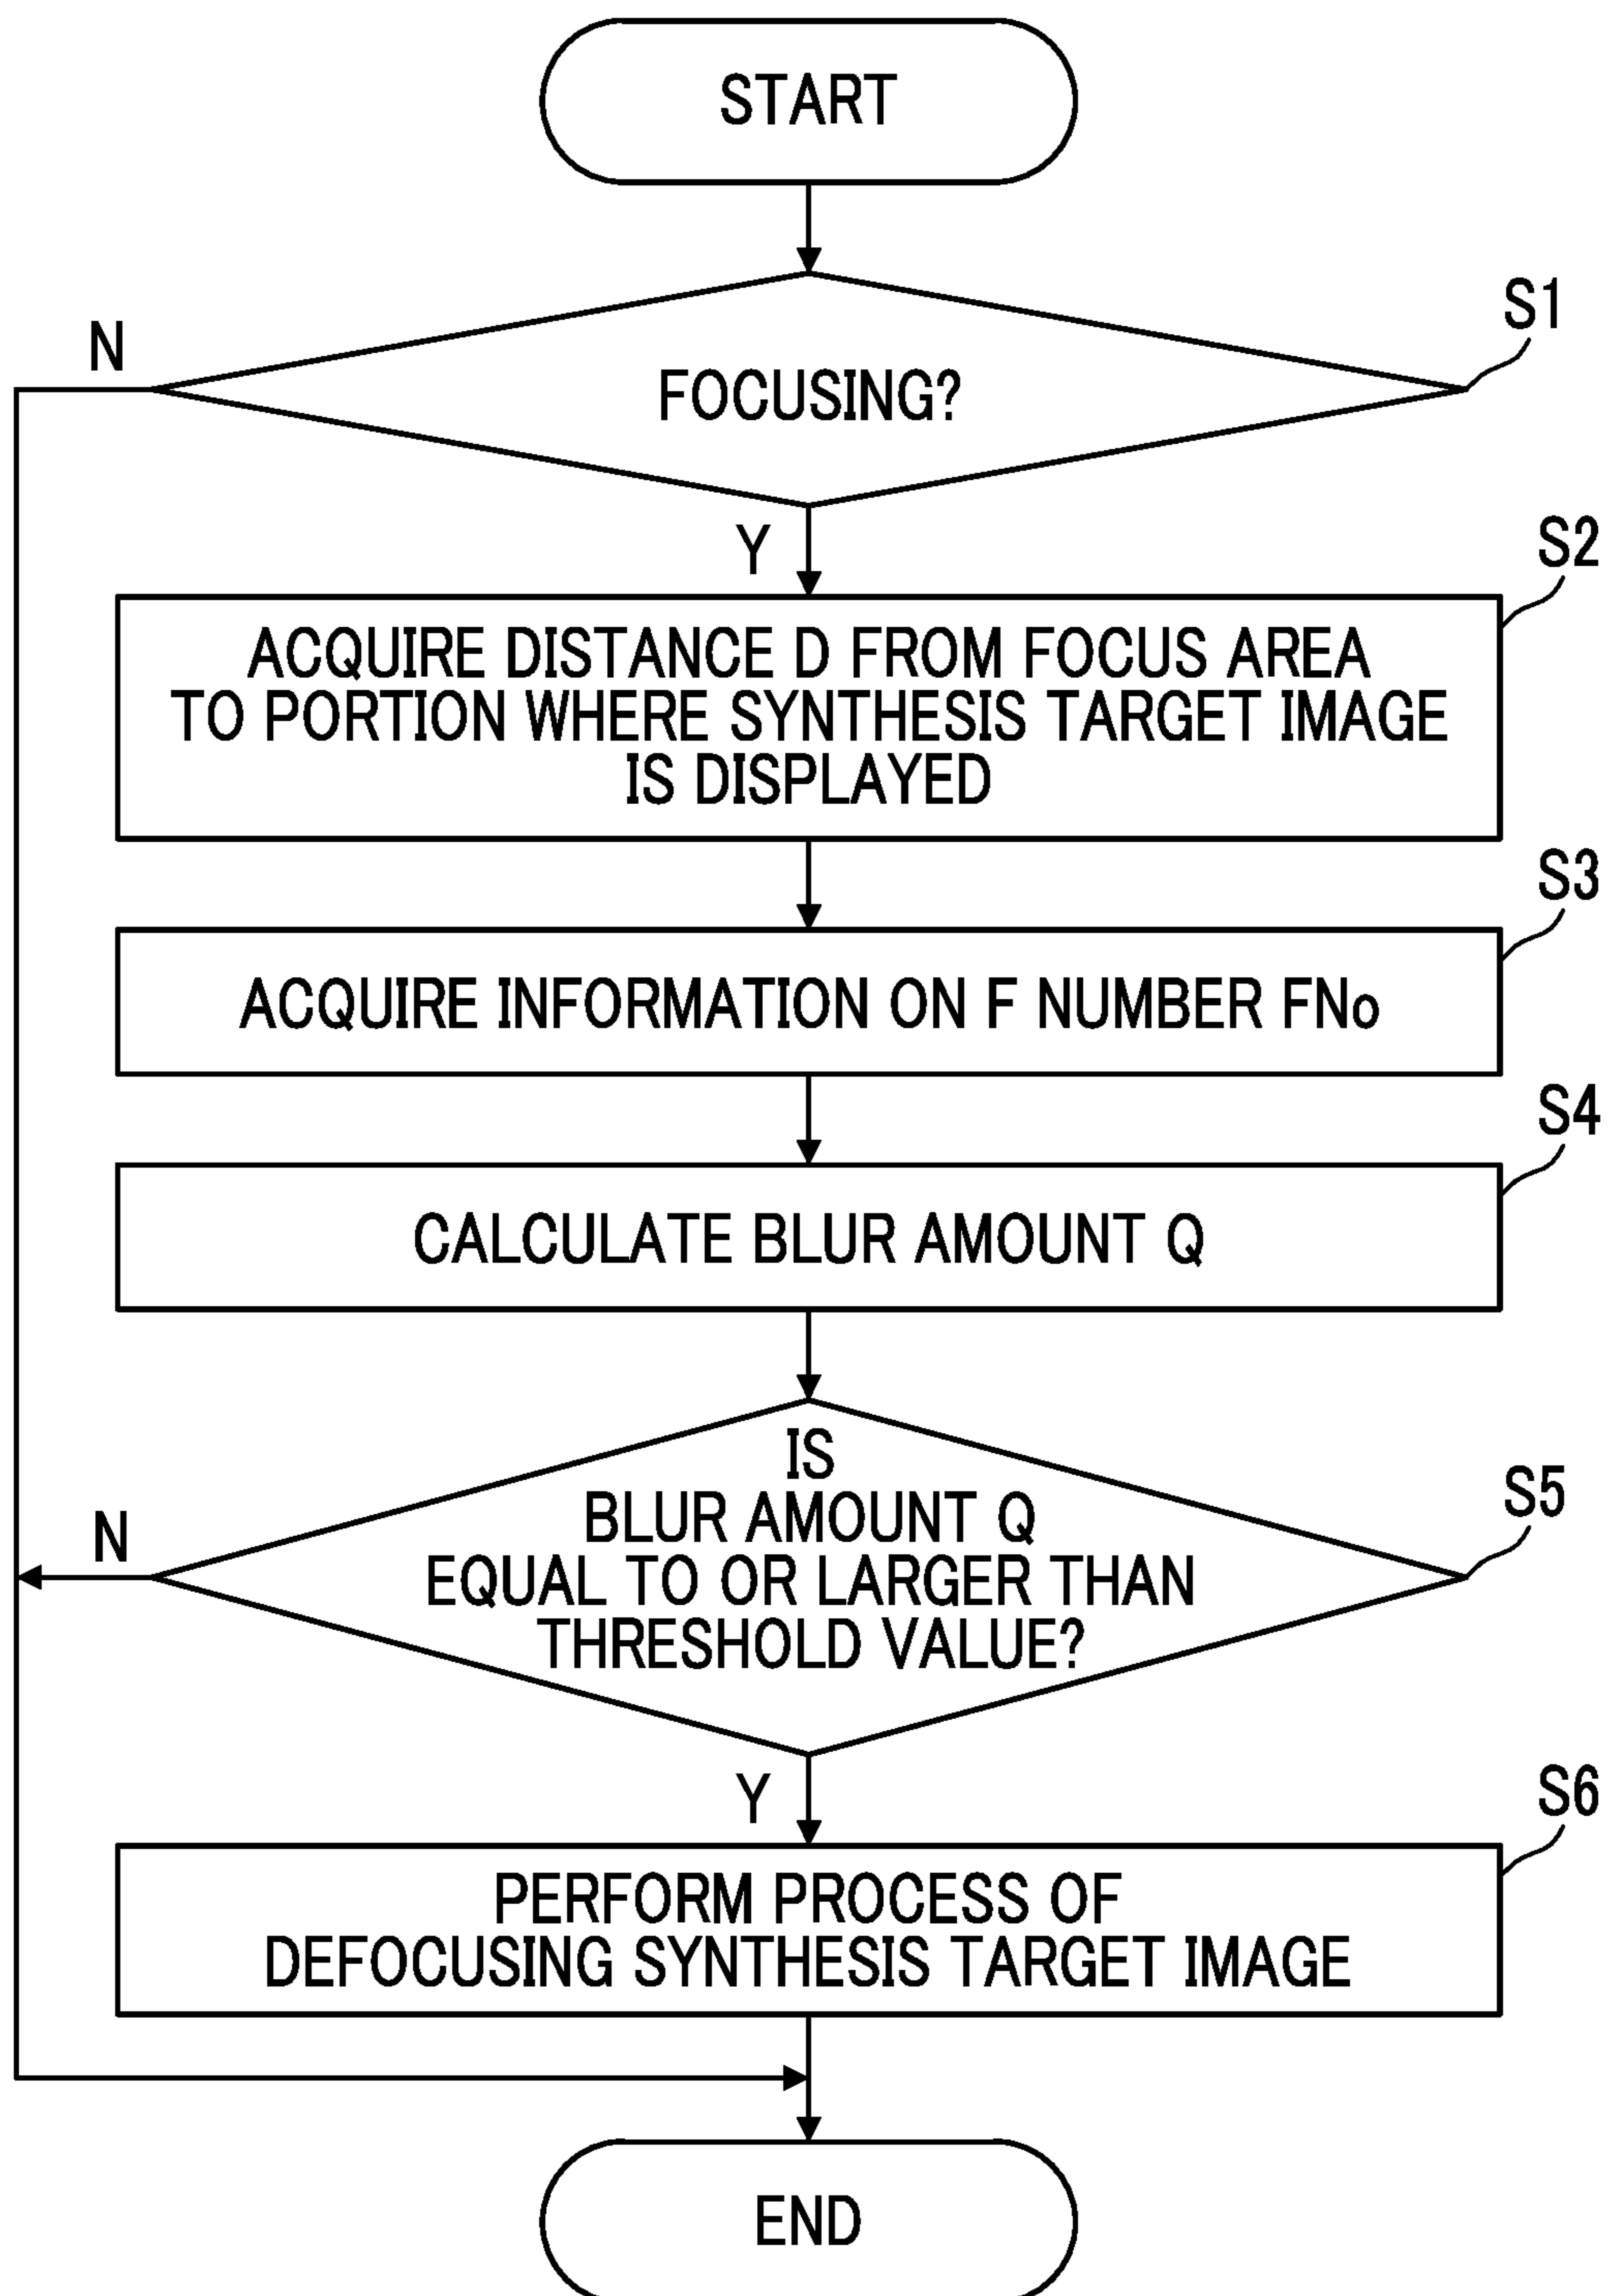 START
S1
N
FOCUSING?
Y
S2
ACQUIRE DISTANCE D FROM FOCUS AREA
TO PORTION WHERE SYNTHESIS TARGET IMAGE
IS DISPLAYED
S3
ACQUIRE INFORMATION ON F NUMBER FNo
S4
CALCULATE BLUR AMOUNT Q
IS
S5
BLUR AMOUNT Q
N
EQUAL TO OR LARGER THAN
THRESHOLD VALUE?
Y
S6
PERFORM PROCESS OF
DEFOCUSING SYNTHESIS TARGET IMAGE
END